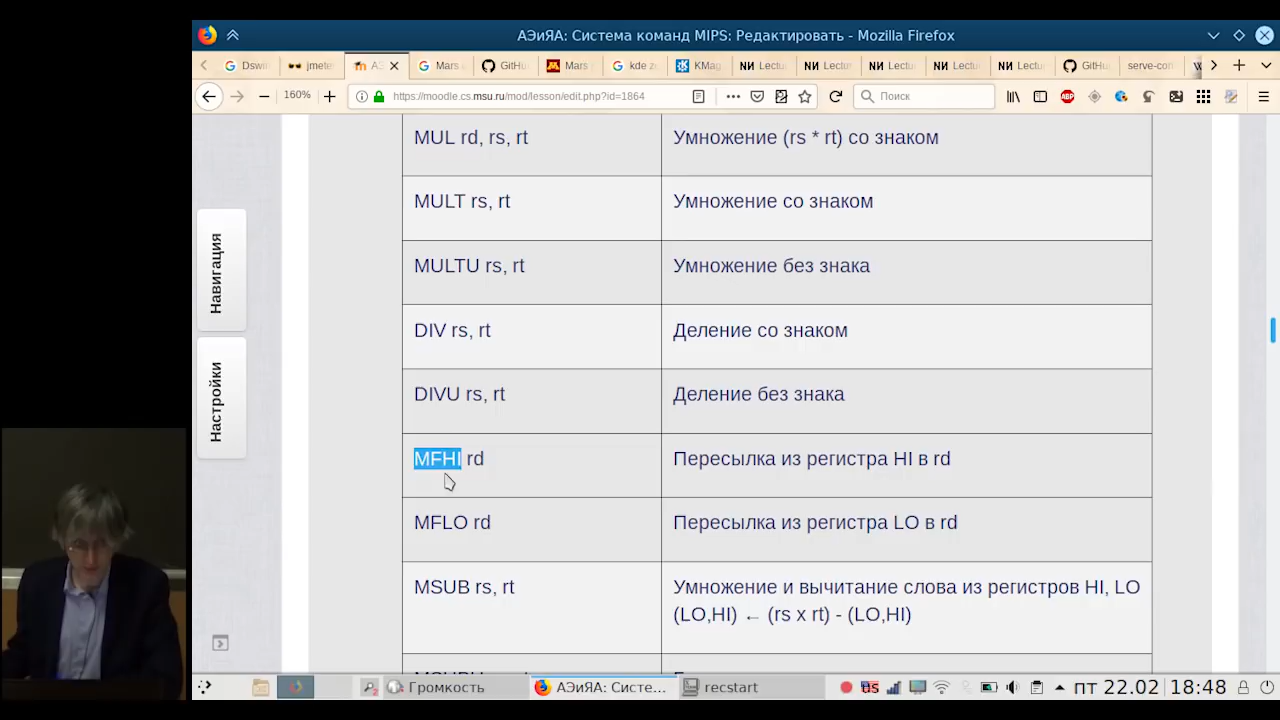 АЭиЯА: Система команд MIPS: Редактировать - Mozilla Firefox
Dswin
jmete
АЭ
Mars
GitHu
Mars
kde z
KMag
Lectu
Lectur
Lectur
Lectu
Lectur
GitHu
serve-con
160%
https://moodle.cs.msu.ru/mod/lesson/edit.php?id=1864
Поиск
ABP
Навигация
Настройки
MUL rd, rs, rt
Умножение (rs * rt) со знаком
MULT rs, rt
Умножение со знаком
MULTU rs, rt
Умножение без знака
DIV rs, rt
Деление со знаком
DIVU rs, rt
Деление без знака
MFHI rd
Пересылка из регистра HI в rd
MFLO rd
Пересылка из регистра LO в rd
MSUB rs, rt
Умножение и вычитание слова из регистров HI, LO
(LO,HI) ← (rs x rt) - (LO,HI)
Громкость
АЭиЯА: Систе...
recstart
us
пт 22.02
18:48